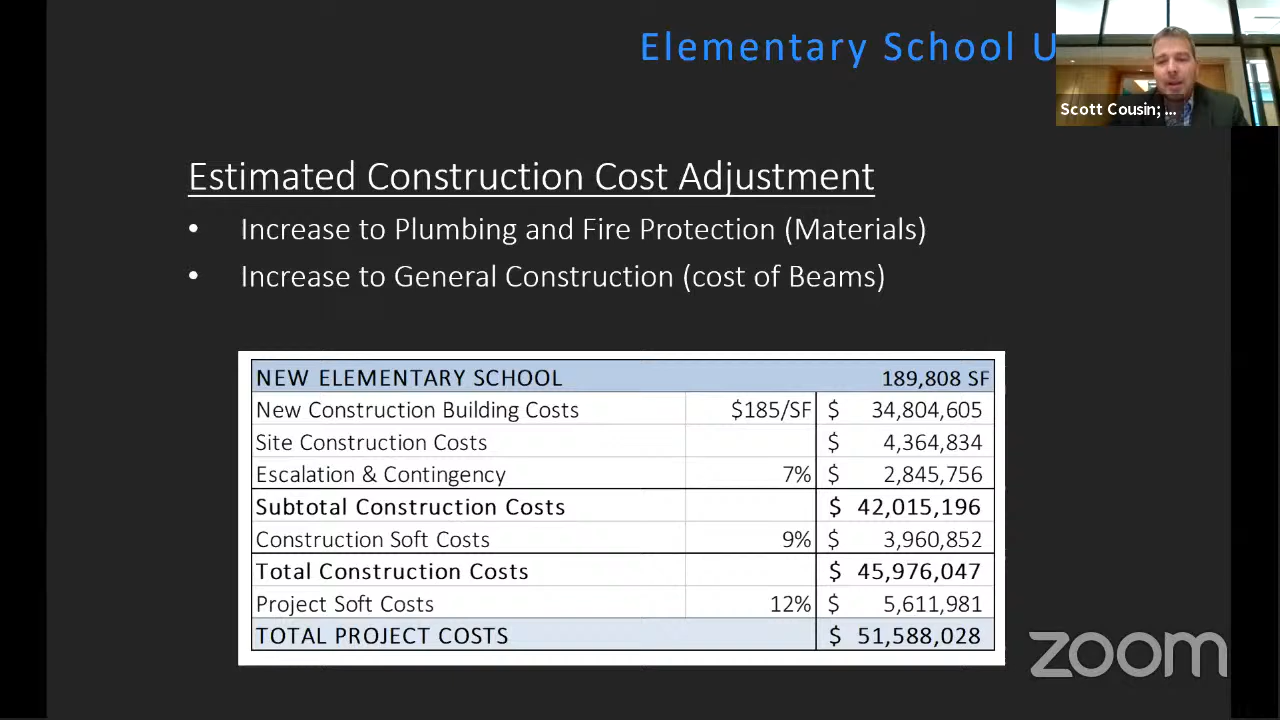 Elementary School U
Scott Cousin; ...
Estimated Construction Cost Adjustment
• Increase to Plumbing and Fire Protection (Materials)
• Increase to General Construction (cost of Beams)
NEW ELEMENTARY SCHOOL 189,808 SF
New Construction Building Costs $185/SF $ 34,804,605
Site Construction Costs $ 4,364,834
Escalation & Contingency 7% $ 2,845,756
Subtotal Construction Costs $ 42,015,196
Construction Soft Costs 9% $ 3,960,852
Total Construction Costs $ 45,976,047
Project Soft Costs 12% $ 5,611,981
TOTAL PROJECT COSTS $ 51,588,028
zoom